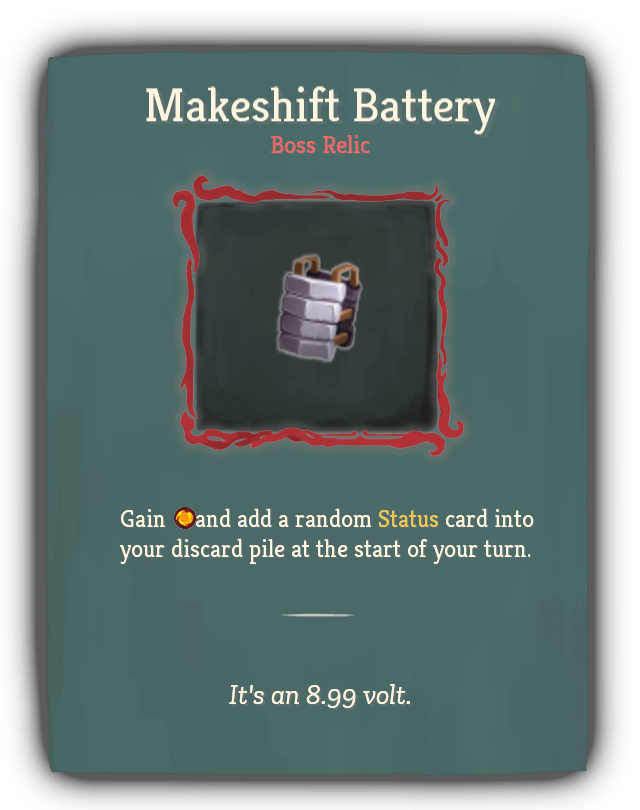 Makeshift Battery
Boss Relic
Gain and add a random Status card into
your discard pile at the start of your turn.
It's an 8.99 volt.